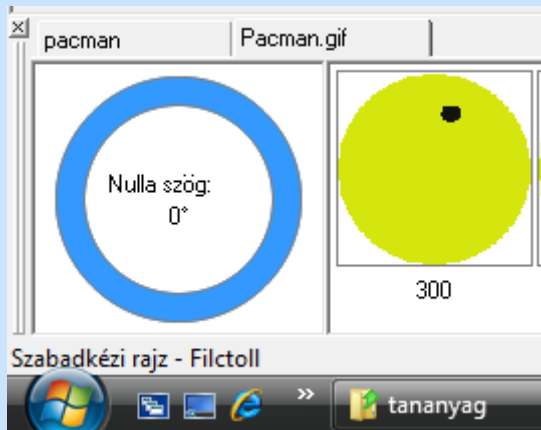 pacman
Pacman.gif
Nulla szög:
0°
300
Szabadkézi rajz - Filctoll
»
tananyag